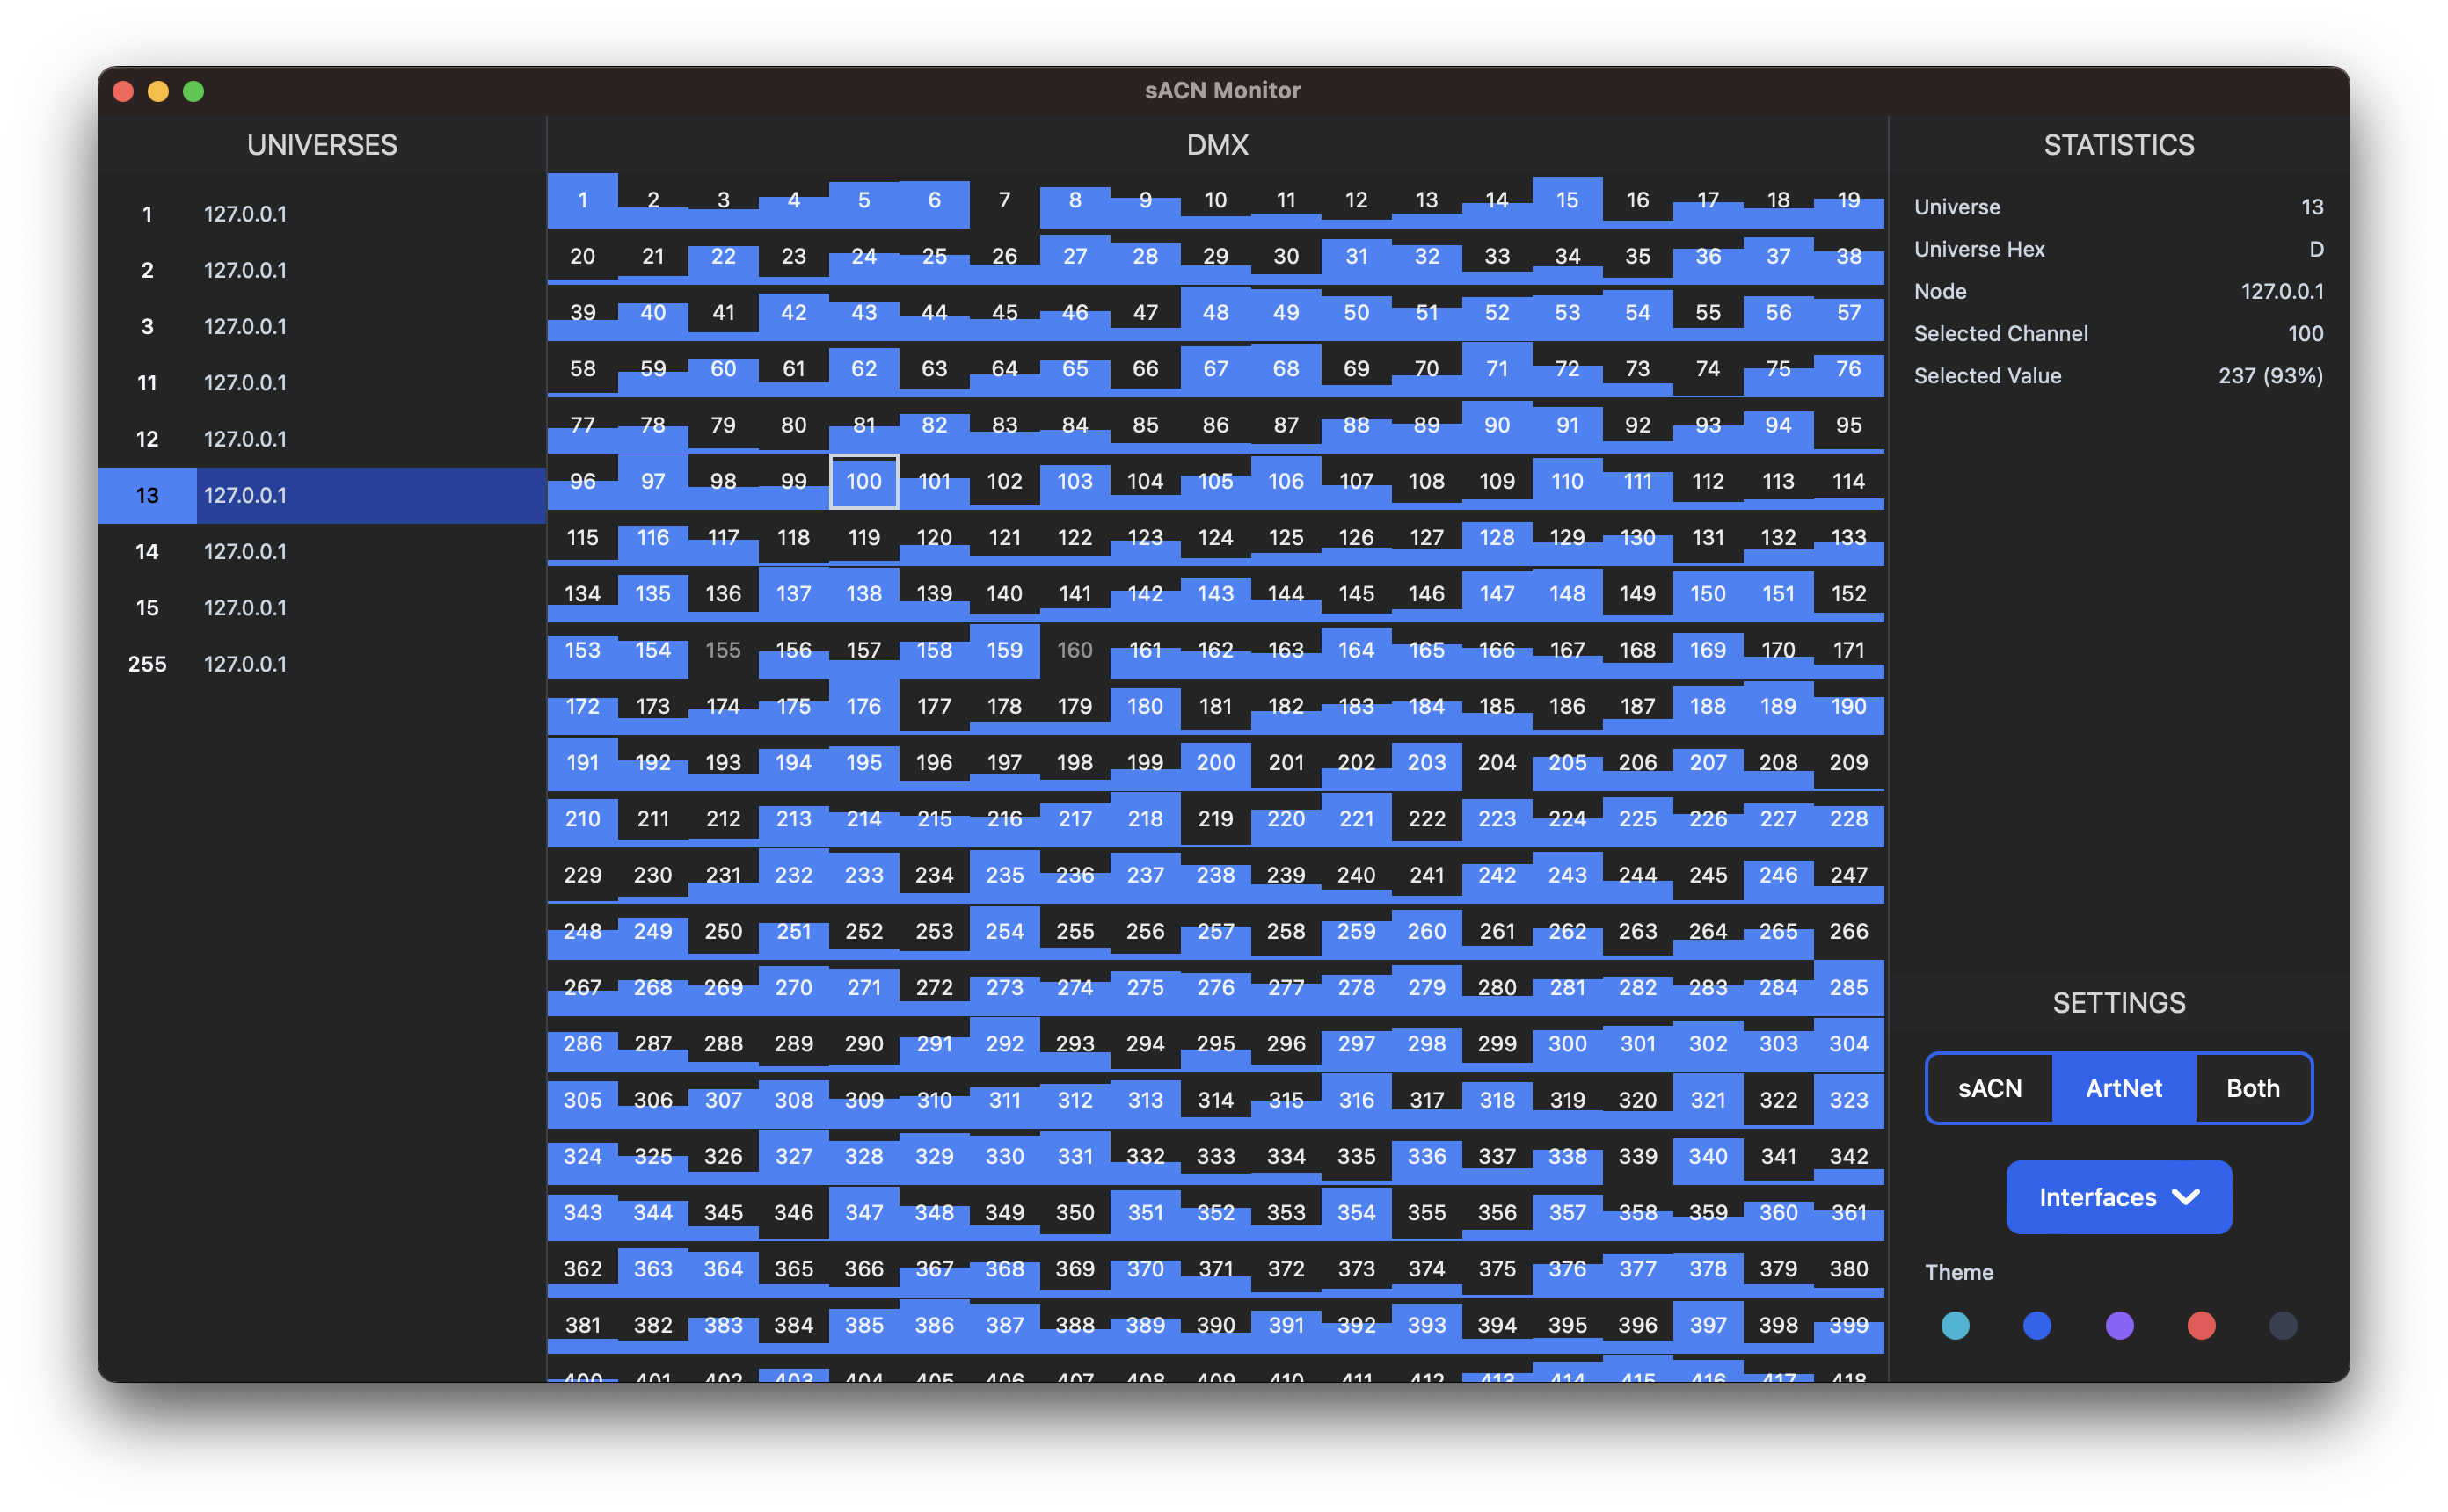 sACN Monitor
UNIVERSES
1 127.0.0.1
2 127.0.0.1
3 127.0.0.1
11 127.0.0.1
12 127.0.0.1
13 127.0.0.1
14 127.0.0.1
15 127.0.0.1
255 127.0.0.1
DMX
1 2 3 4 5 6 7 8 9 10 11 12 13 14 15 16 17 18 19
20 21 22 23 24 25 26 27 28 29 30 31 32 33 34 35 36 37 38
39 40 41 42 43 44 45 46 47 48 49 50 51 52 53 54 55 56 57
58 59 60 61 62 63 64 65 66 67 68 69 70 71 72 73 74 75 76
77 78 79 80 81 82 83 84 85 86 87 88 89 90 91 92 93 94 95
96 97 98 99 100 101 102 103 104 105 106 107 108 109 110 111 112 113 114
115 116 117 118 119 120 121 122 123 124 125 126 127 128 129 130 131 132 133
134 135 136 137 138 139 140 141 142 143 144 145 146 147 148 149 150 151 152
153 154 155 156 157 158 159 160 161 162 163 164 165 166 167 168 169 170 171
172 173 174 175 176 177 178 179 180 181 182 183 184 185 186 187 188 189 190
191 192 193 194 195 196 197 198 199 200 201 202 203 204 205 206 207 208 209
210 211 212 213 214 215 216 217 218 219 220 221 222 223 224 225 226 227 228
229 230 231 232 233 234 235 236 237 238 239 240 241 242 243 244 245 246 247
248 249 250 251 252 253 254 255 256 257 258 259 260 261 262 263 264 265 266
267 268 269 270 271 272 273 274 275 276 277 278 279 280 281 282 283 284 285
286 287 288 289 290 291 292 293 294 295 296 297 298 299 300 301 302 303 304
305 306 307 308 309 310 311 312 313 314 315 316 317 318 319 320 321 322 323
324 325 326 327 328 329 330 331 332 333 334 335 336 337 338 339 340 341 342
343 344 345 346 347 348 349 350 351 352 353 354 355 356 357 358 359 360 361
362 363 364 365 366 367 368 369 370 371 372 373 374 375 376 377 378 379 380
381 382 383 384 385 386 387 388 389 390 391 392 393 394 395 396 397 398 399
400 401 402 403 404 405 406 407 408 409 410 411 412 413 414 415 416 417 418
STATISTICS
Universe 13
Universe Hex D
Node 127.0.0.1
Selected Channel 100
Selected Value 237 (93%)
SETTINGS
sACN ArtNet Both
Interfaces
Theme